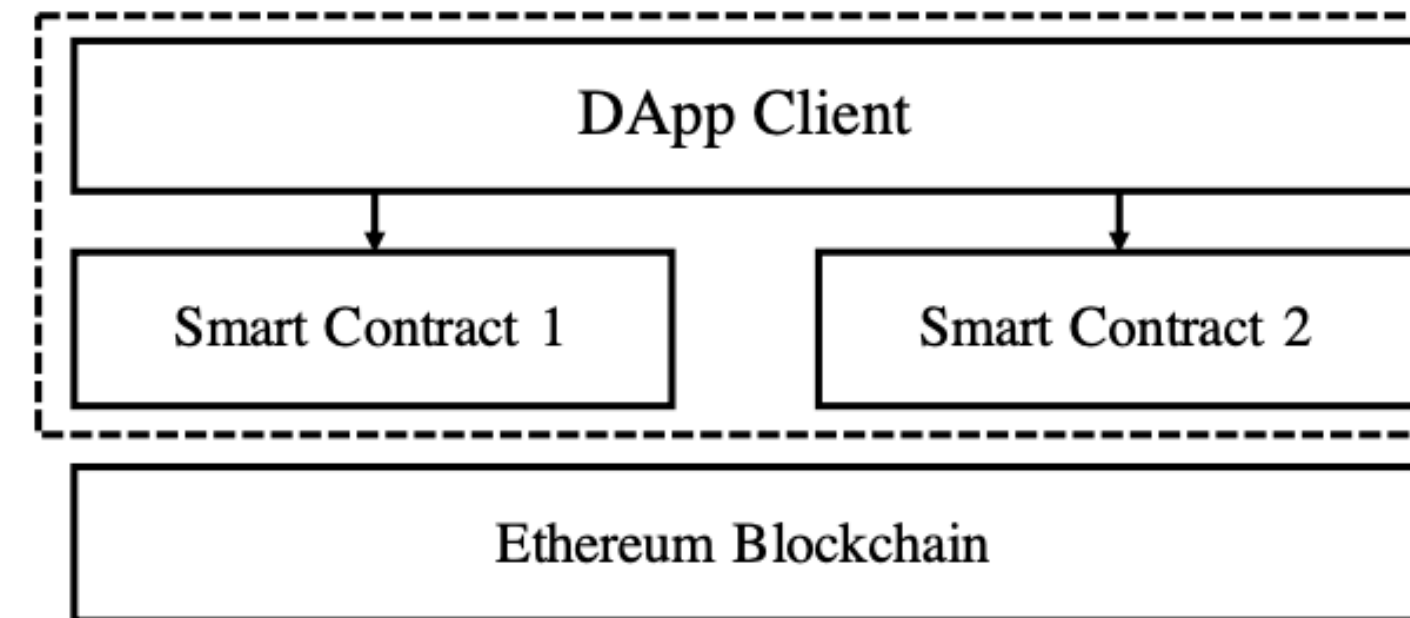 DApp Client
Smart Contract 1
Smart Contract 2
Ethereum Blockchain